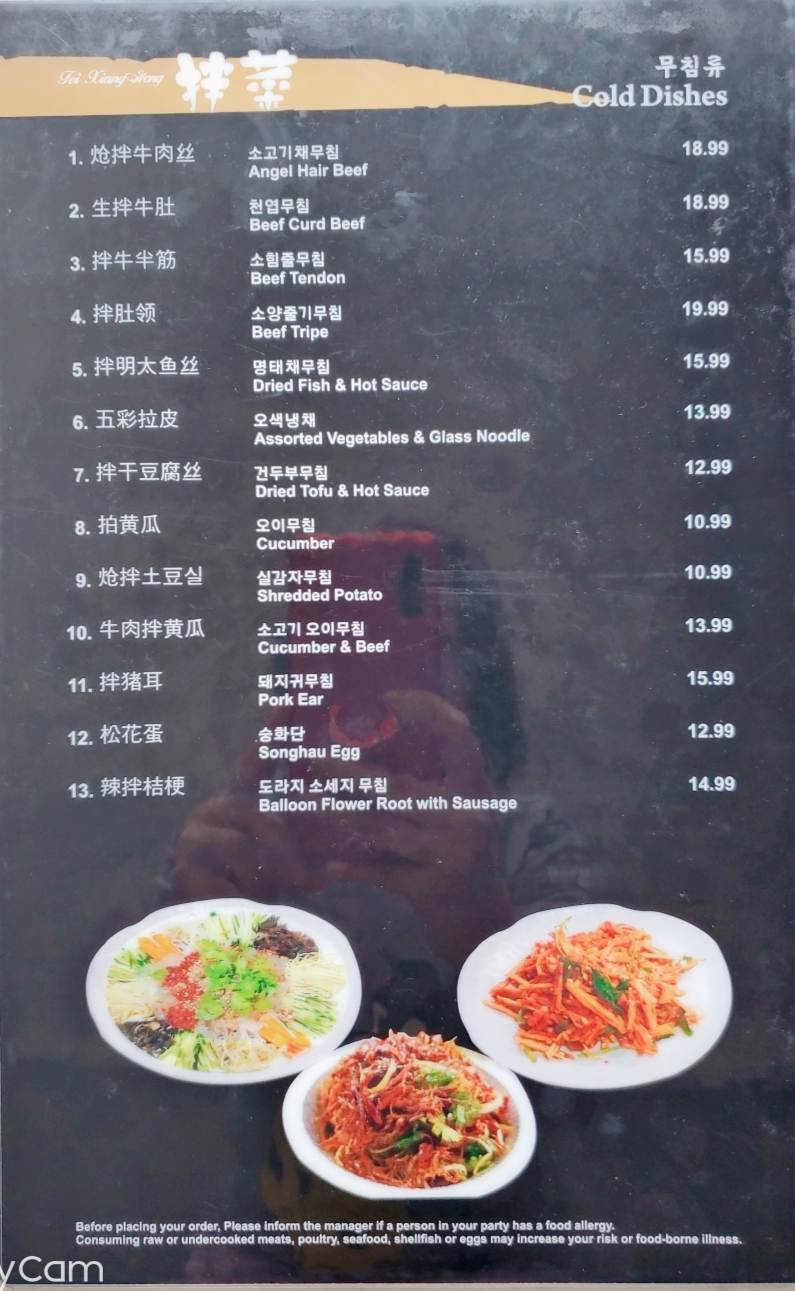 Tei Xiang Hong 拌菜
무침류
Cold Dishes
1. 炝拌牛肉丝 소고기채무침 18.99
Angel Hair Beef
2. 生拌牛肚 천엽무침 18.99
Beef Curd Beef
3. 拌牛半筋 소힘줄무침 15.99
Beef Tendon
4. 拌肚领 소양줄기무침 19.99
Beef Tripe
5. 拌明太鱼丝 명태채무침 15.99
Dried Fish & Hot Sauce
6. 五彩拉皮 오색냉채 13.99
Assorted Vegetables & Glass Noodle
7. 拌干豆腐丝 건두부무침 12.99
Dried Tofu & Hot Sauce
8. 拍黄瓜 오이무침 10.99
Cucumber
9. 炝拌土豆실 실감자무침 10.99
Shredded Potato
10. 牛肉拌黄瓜 소고기 오이무침 13.99
Cucumber & Beef
11. 拌猪耳 돼지귀무침 15.99
Pork Ear
12. 松花蛋 숭화단 12.99
Songhau Egg
13. 辣拌桔梗 도라지 소세지 무침 14.99
Balloon Flower Root with Sausage
Before placing your order, Please inform the manager if a person in your party has a food allergy.
Consuming raw or undercooked meats, poultry, seafood, shellfish or eggs may increase your risk or food-borne illness.
yCam